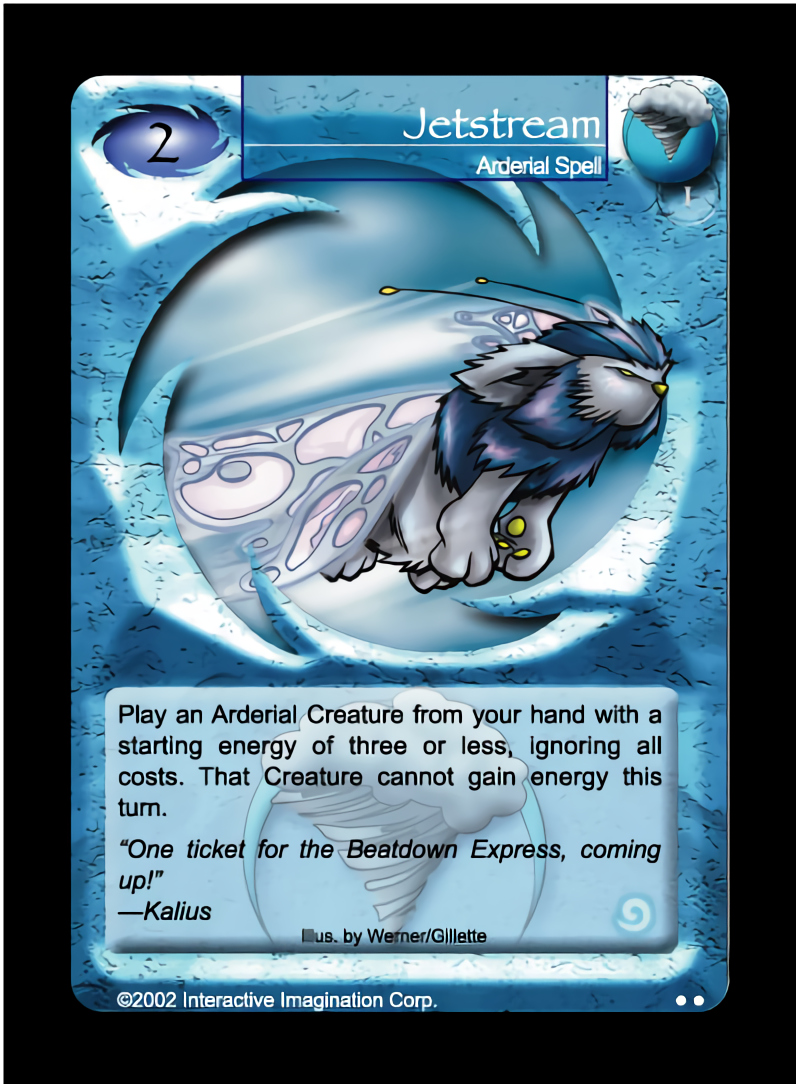 2
Jetstream
Arderial Spell
1
Play an Arderial Creature from your hand with a
starting energy of three or less, ignoring all
costs. That Creature cannot gain energy this
turn.
“One ticket for the Beatdown Express, coming
up!”
—Kalius
Illus. by Werner/Gillette
©2002 Interactive Imagination Corp.